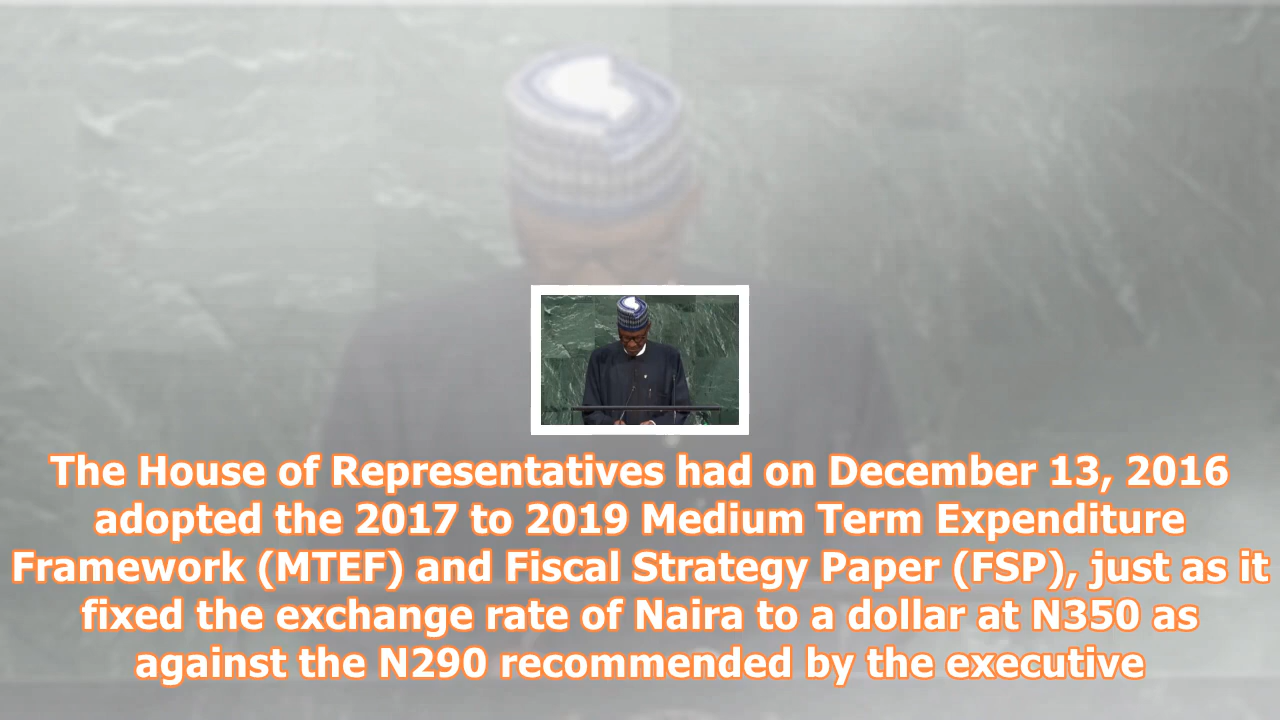 The House of Representatives had on December 13, 2016
adopted the 2017 to 2019 Medium Term Expenditure
Framework (MTEF) and Fiscal Strategy Paper (FSP), just as it
fixed the exchange rate of Naira to a dollar at N350 as
against the N290 recommended by the executive